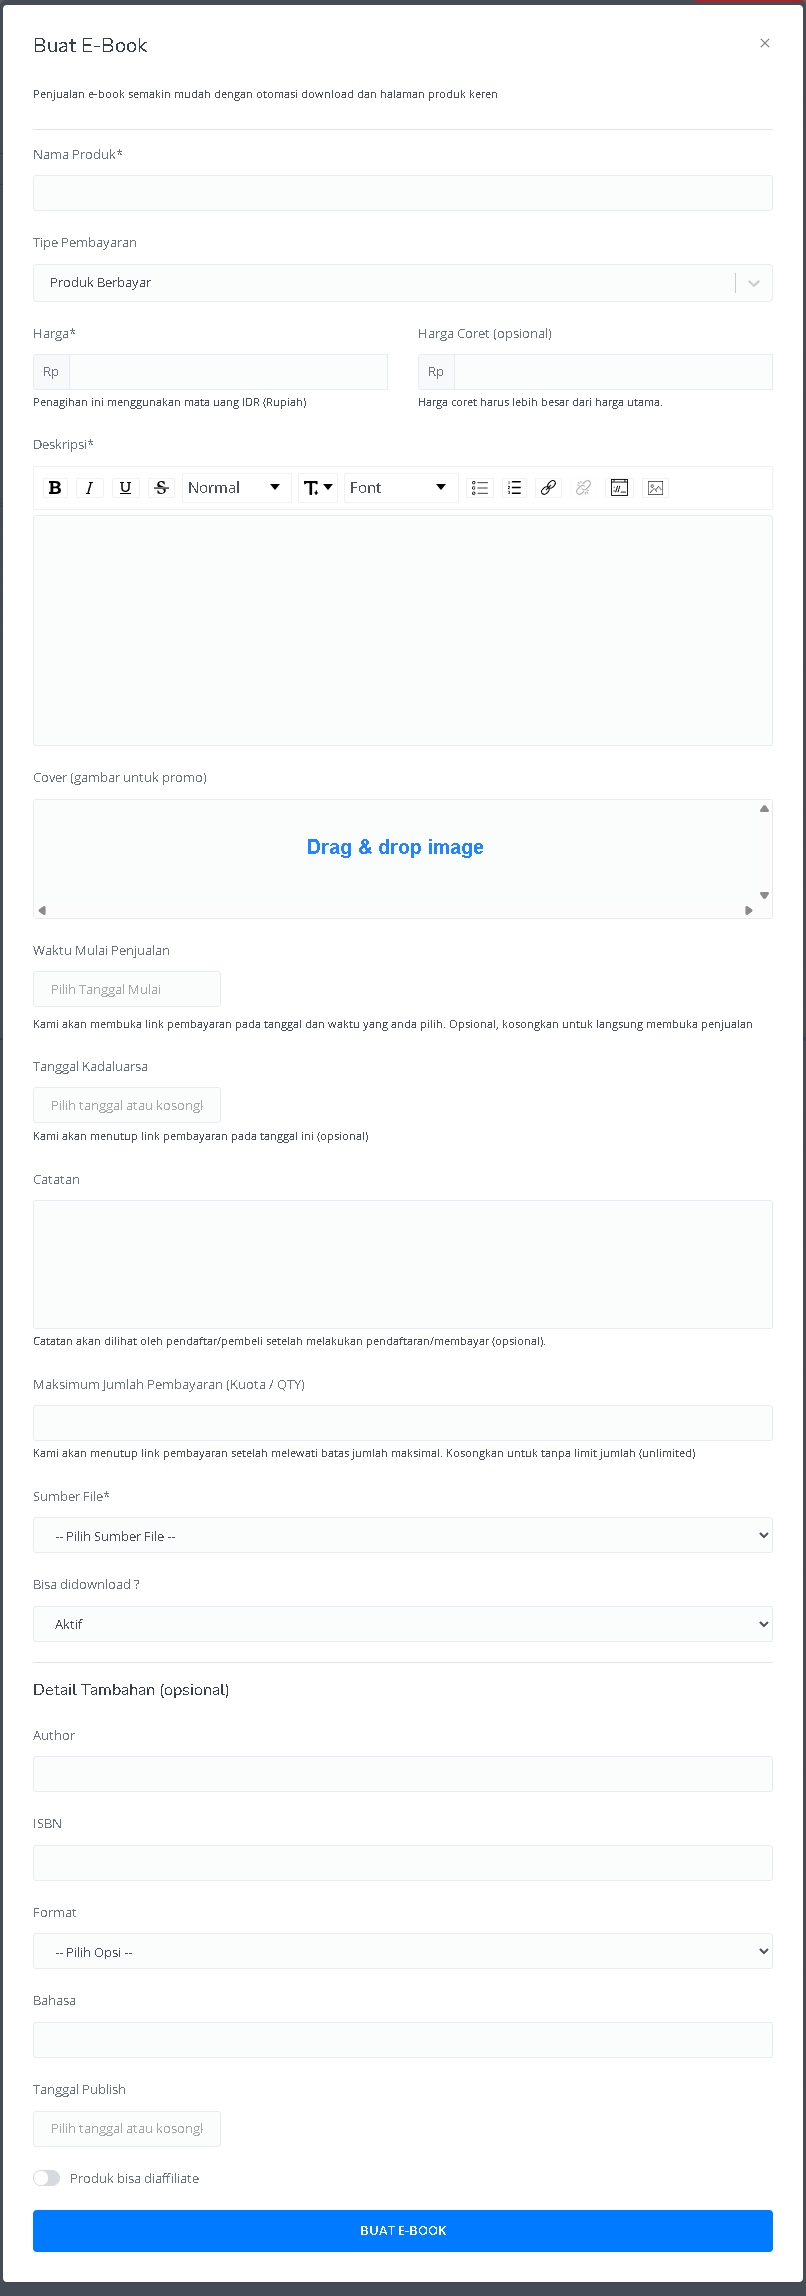 Buat E-Book
×
Penjualan e-book semakin mudah dengan otomasi download dan halaman produk keren
Nama Produk*
Tipe Pembayaran
Produk Berbayar
Harga*
Harga Coret (opsional)
Rp
Rp
Penagihan ini menggunakan mata uang IDR (Rupiah)
Harga coret harus lebih besar dari harga utama.
Deskripsi*
B I U S Normal T Font
Cover (gambar untuk promo)
Drag & drop image
Waktu Mulai Penjualan
Pilih Tanggal Mulai
Kami akan membuka link pembayaran pada tanggal dan waktu yang anda pilih. Opsional, kosongkan untuk langsung membuka penjualan
Tanggal Kadaluarsa
Pilih tanggal atau kosong
Kami akan menutup link pembayaran pada tanggal ini (opsional)
Catatan
Catatan akan dilihat oleh pendaftar/pembeli setelah melakukan pendaftaran/membayar (opsional).
Maksimum Jumlah Pembayaran (Kuota / QTY)
Kami akan menutup link pembayaran setelah melewati batas jumlah maksimal. Kosongkan untuk tanpa limit jumlah (unlimited)
Sumber File*
-- Pilih Sumber File --
Bisa didownload ?
Aktif
Detail Tambahan (opsional)
Author
ISBN
Format
-- Pilih Opsi --
Bahasa
Tanggal Publish
Pilih tanggal atau kosong
Produk bisa diaffiliate
BUAT E-BOOK